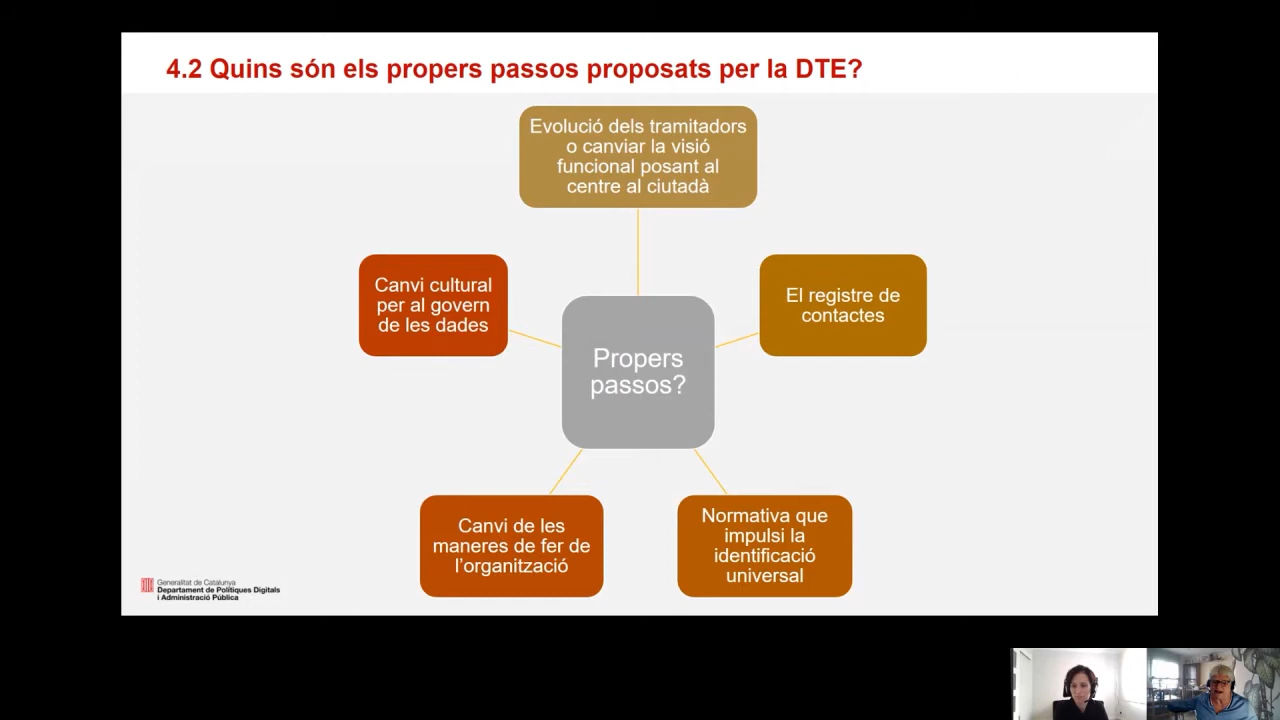 4.2 Quins són els propers passos proposats per la DTE?
Evolució dels tramitadors
o canviar la visió
funcional posant al
centre al ciutadà
Canvi cultural
per al govern
de les dades
El registre de
contactes
Propers
passos?
Canvi de les
maneres de fer de
l'organització
Normativa que
impulsi la
identificació
universal
Generalitat de Catalunya
Departament de Polítiques Digitals
i Administració Pública